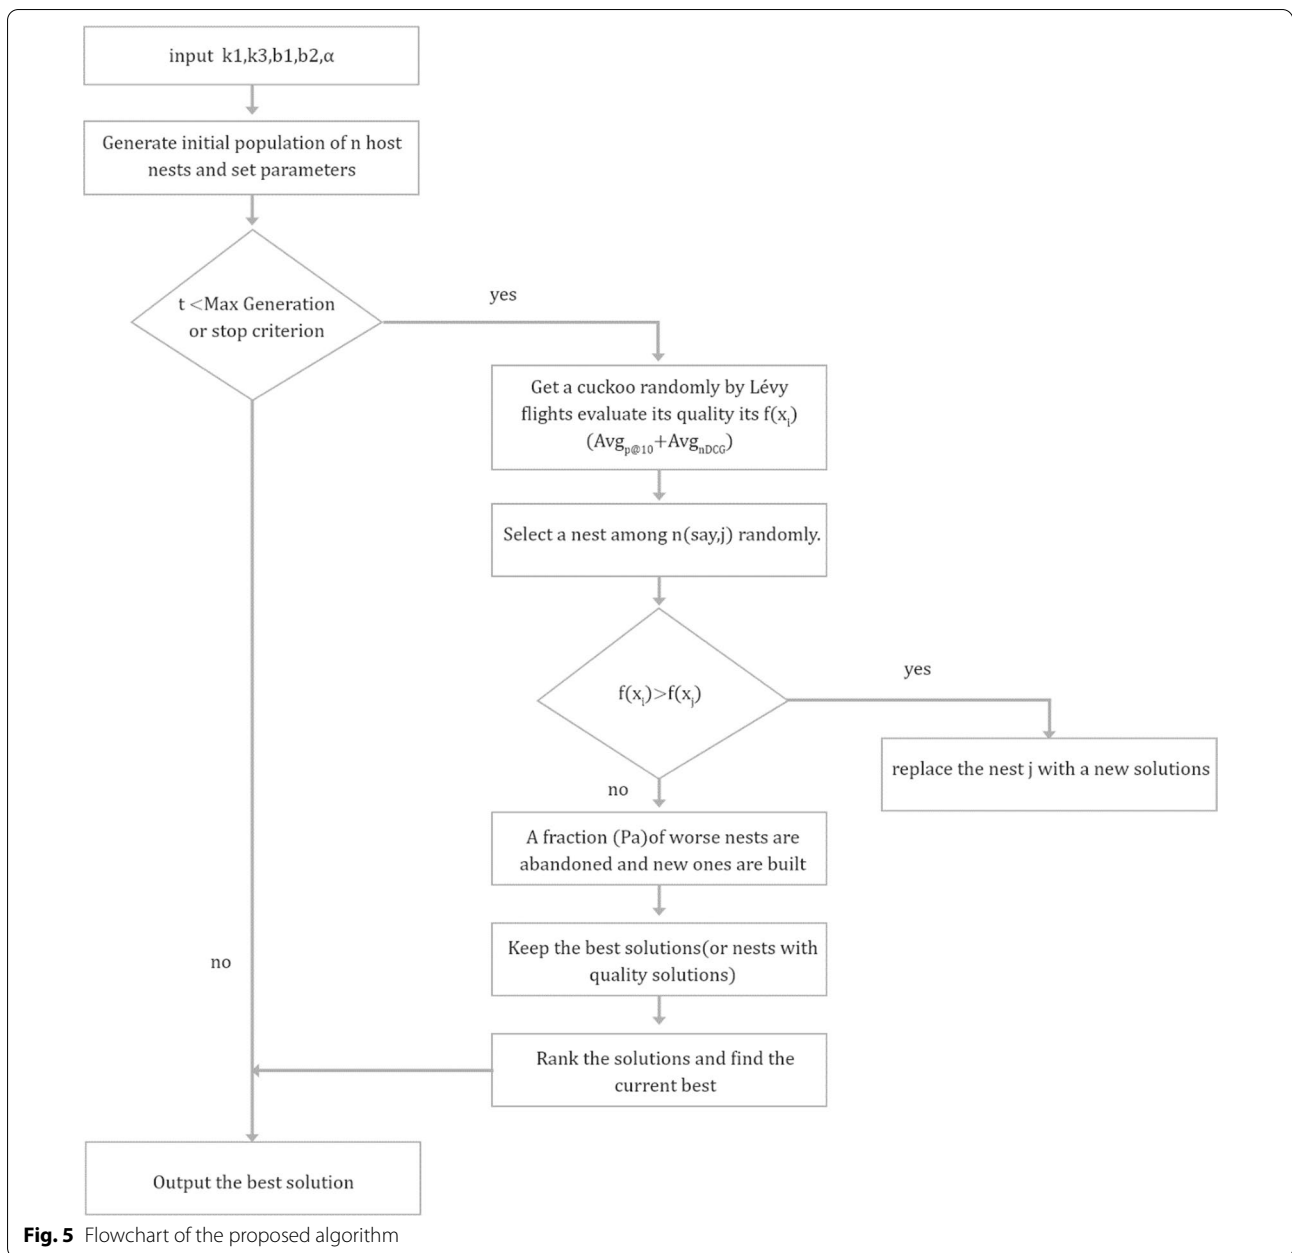 input k1,k3,b1,b2,α
Generate initial population of n host
nests and set parameters
t <Max Generation
or stop criterion
yes
Get a cuckoo randomly by Lévy
flights evaluate its quality its f(xi)
(Avgp@10+AvgnDCG)
Select a nest among n(say,j) randomly.
f(xi)>f(xj)
yes
replace the nest j with a new solutions
no
A fraction (Pa)of worse nests are
abandoned and new ones are built
Keep the best solutions(or nests with
quality solutions)
no
Rank the solutions and find the
current best
Output the best solution
Fig. 5 Flowchart of the proposed algorithm